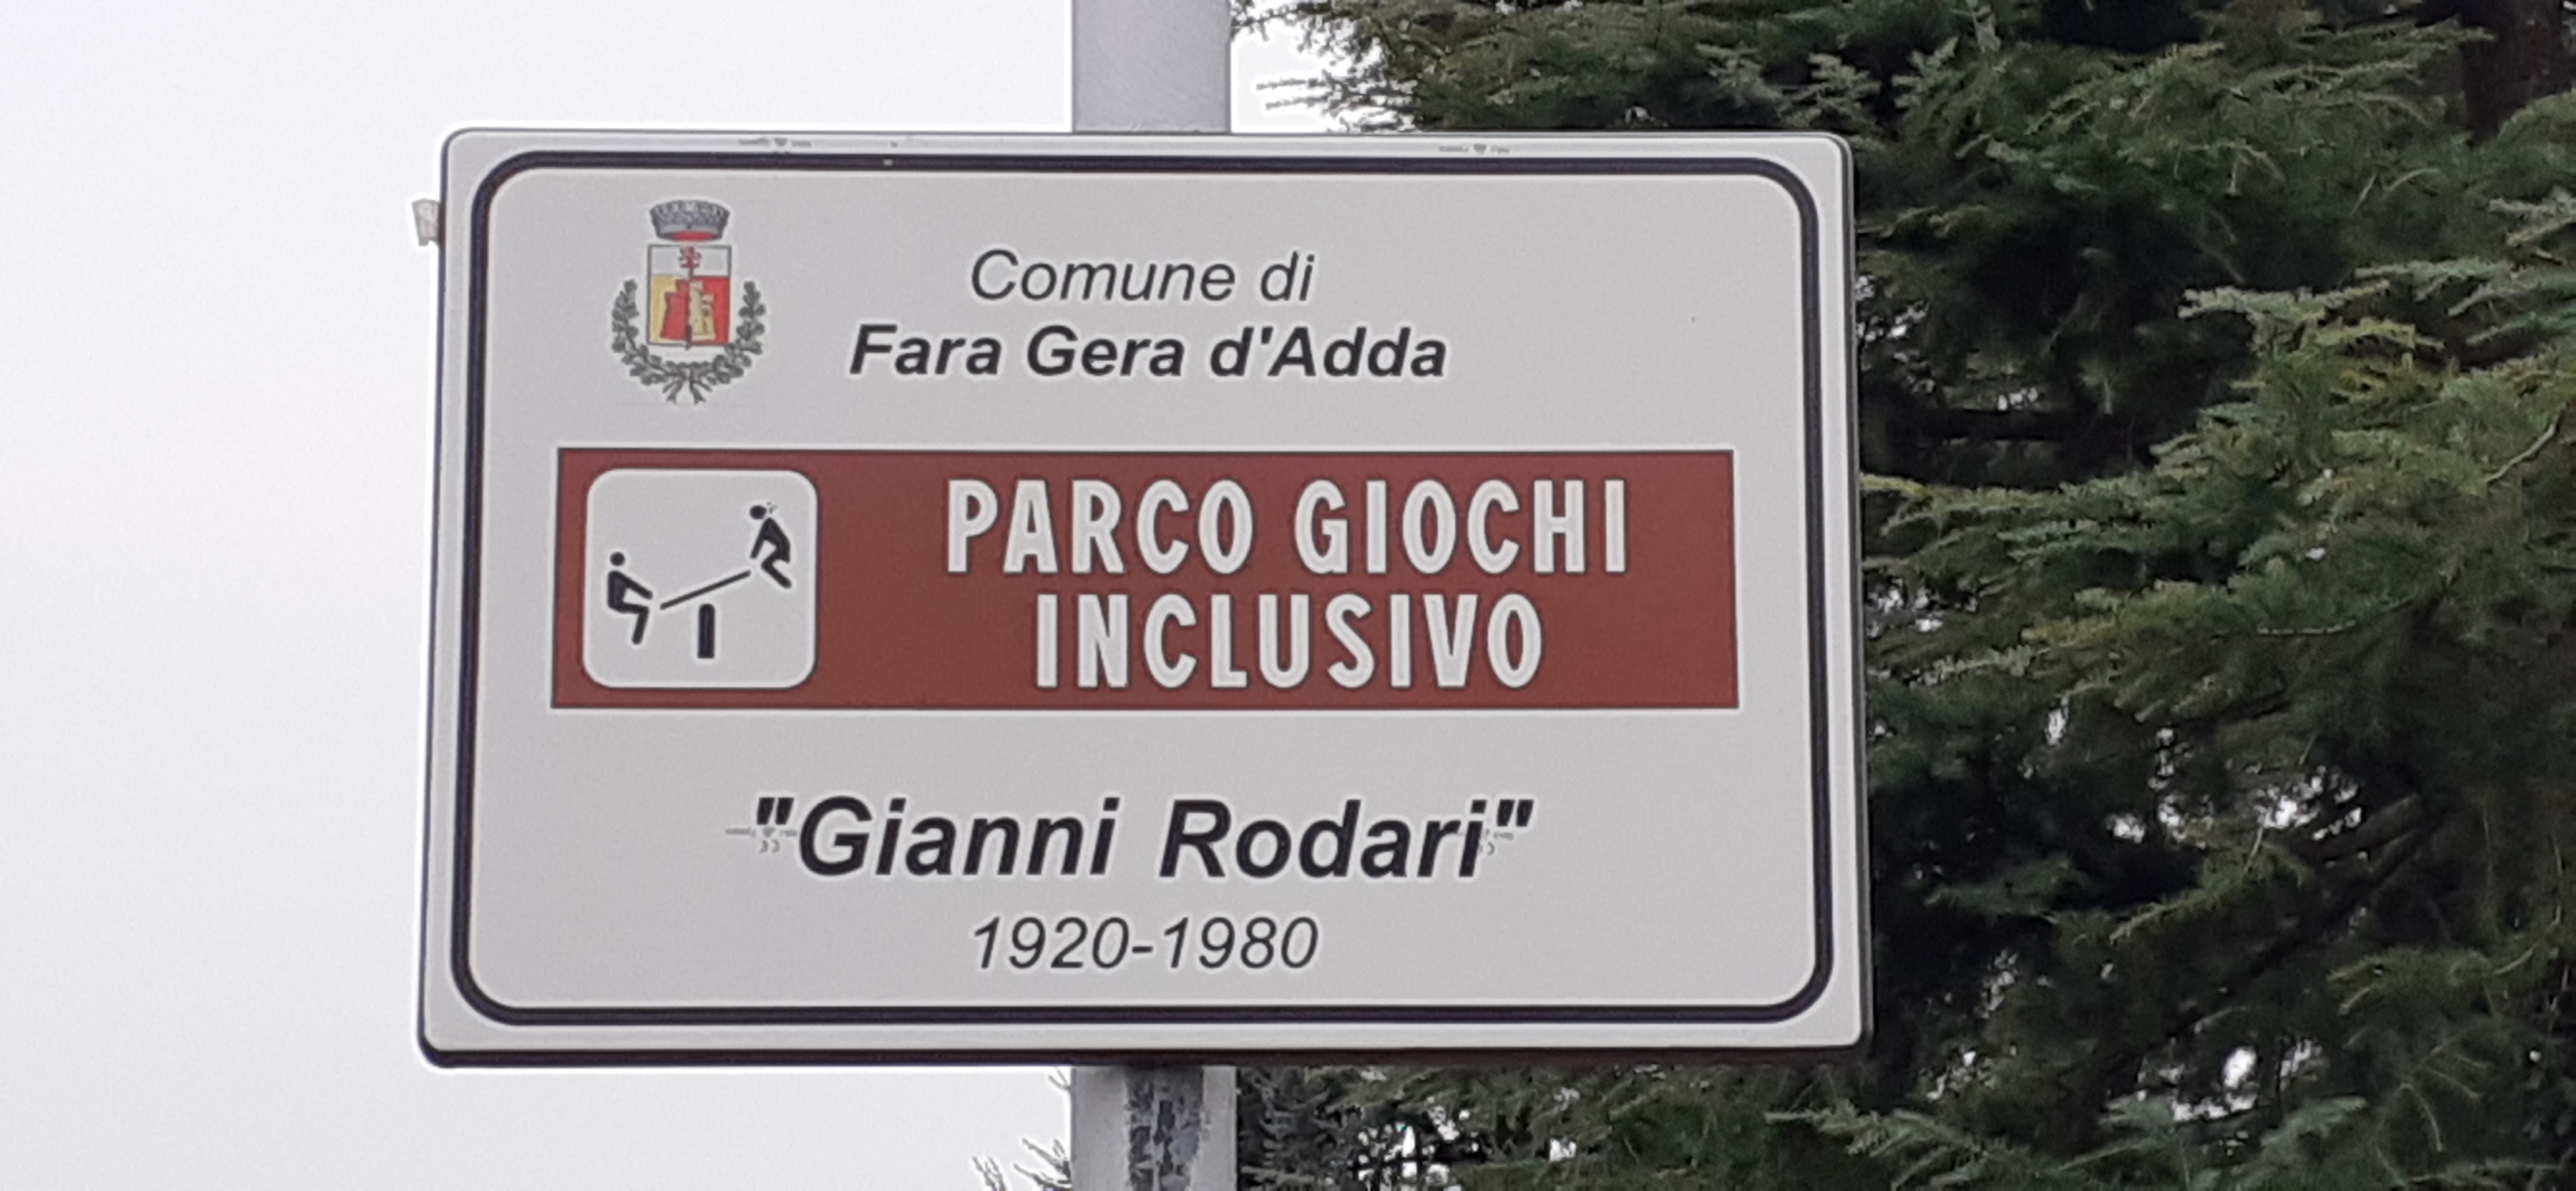 Comune di
Fara Gera d'Adda
PARCO GIOCHI
INCLUSIVO
"Gianni Rodari"
1920-1980